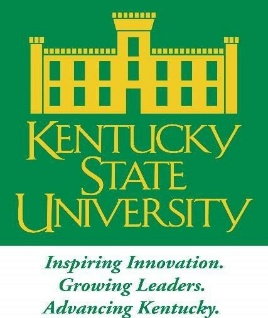 KENTUCKY
STATE
UNIVERSITY
Inspiring Innovation.
Growing Leaders.
Advancing Kentucky.